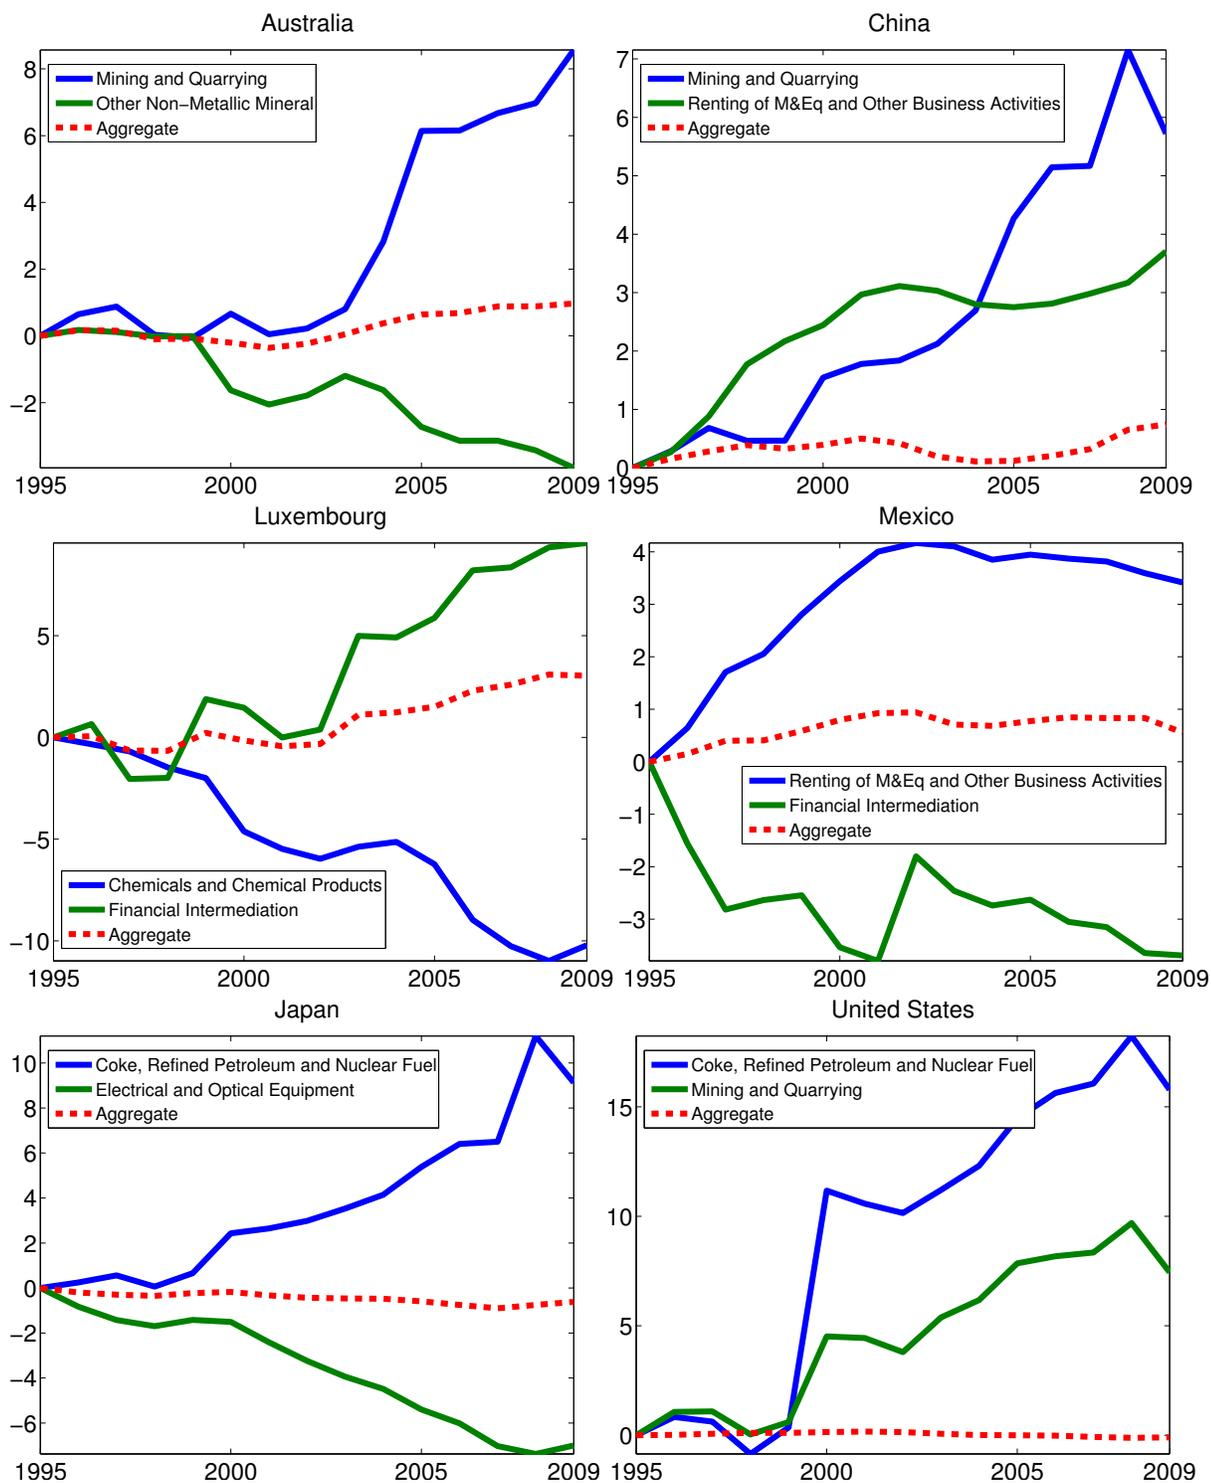 Australia
8
6
4
2
0
−2
1995 2000 2005 2009
Mining and Quarrying
Other Non−Metallic Mineral
Aggregate
China
7
6
5
4
3
2
1
0
1995 2000 2005 2009
Mining and Quarrying
Renting of M&Eq and Other Business Activities
Aggregate
Luxembourg
5
0
−5
−10
1995 2000 2005 2009
Chemicals and Chemical Products
Financial Intermediation
Aggregate
Mexico
4
3
2
1
0
−1
−2
−3
1995 2000 2005 2009
Renting of M&Eq and Other Business Activities
Financial Intermediation
Aggregate
Japan
10
8
6
4
2
0
−2
−4
−6
1995 2000 2005 2009
Coke, Refined Petroleum and Nuclear Fuel
Electrical and Optical Equipment
Aggregate
United States
15
10
5
0
1995 2000 2005 2009
Coke, Refined Petroleum and Nuclear Fuel
Mining and Quarrying
Aggregate